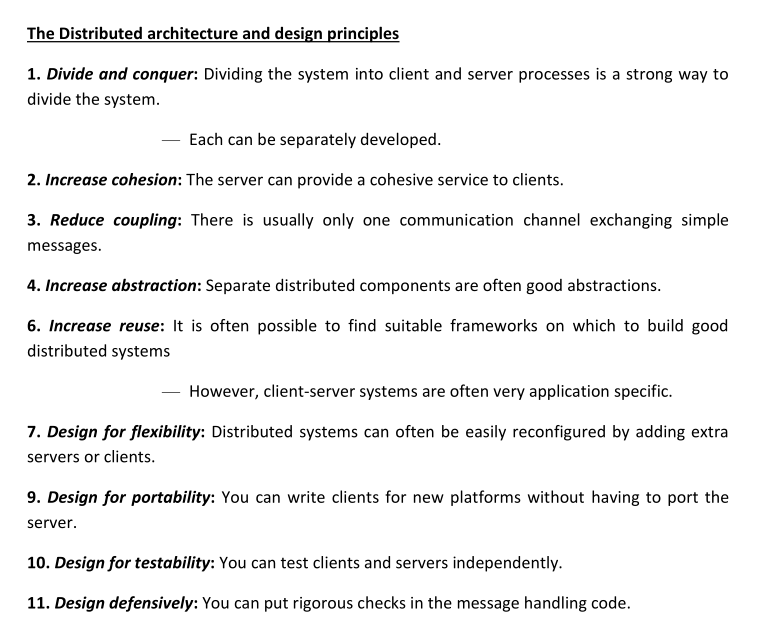 The Distributed architecture and design principles
1. Divide and conquer: Dividing the system into client and server processes is a strong way to
divide the system.
— Each can be separately developed.
2. Increase cohesion: The server can provide a cohesive service to clients.
3. Reduce coupling: There is usually only one communication channel exchanging simple
messages.
4. Increase abstraction: Separate distributed components are often good abstractions.
6. Increase reuse: It is often possible to find suitable frameworks on which to build good
distributed systems
— However, client-server systems are often very application specific.
7. Design for flexibility: Distributed systems can often be easily reconfigured by adding extra
servers or clients.
9. Design for portability: You can write clients for new platforms without having to port the
server.
10. Design for testability: You can test clients and servers independently.
11. Design defensively: You can put rigorous checks in the message handling code.